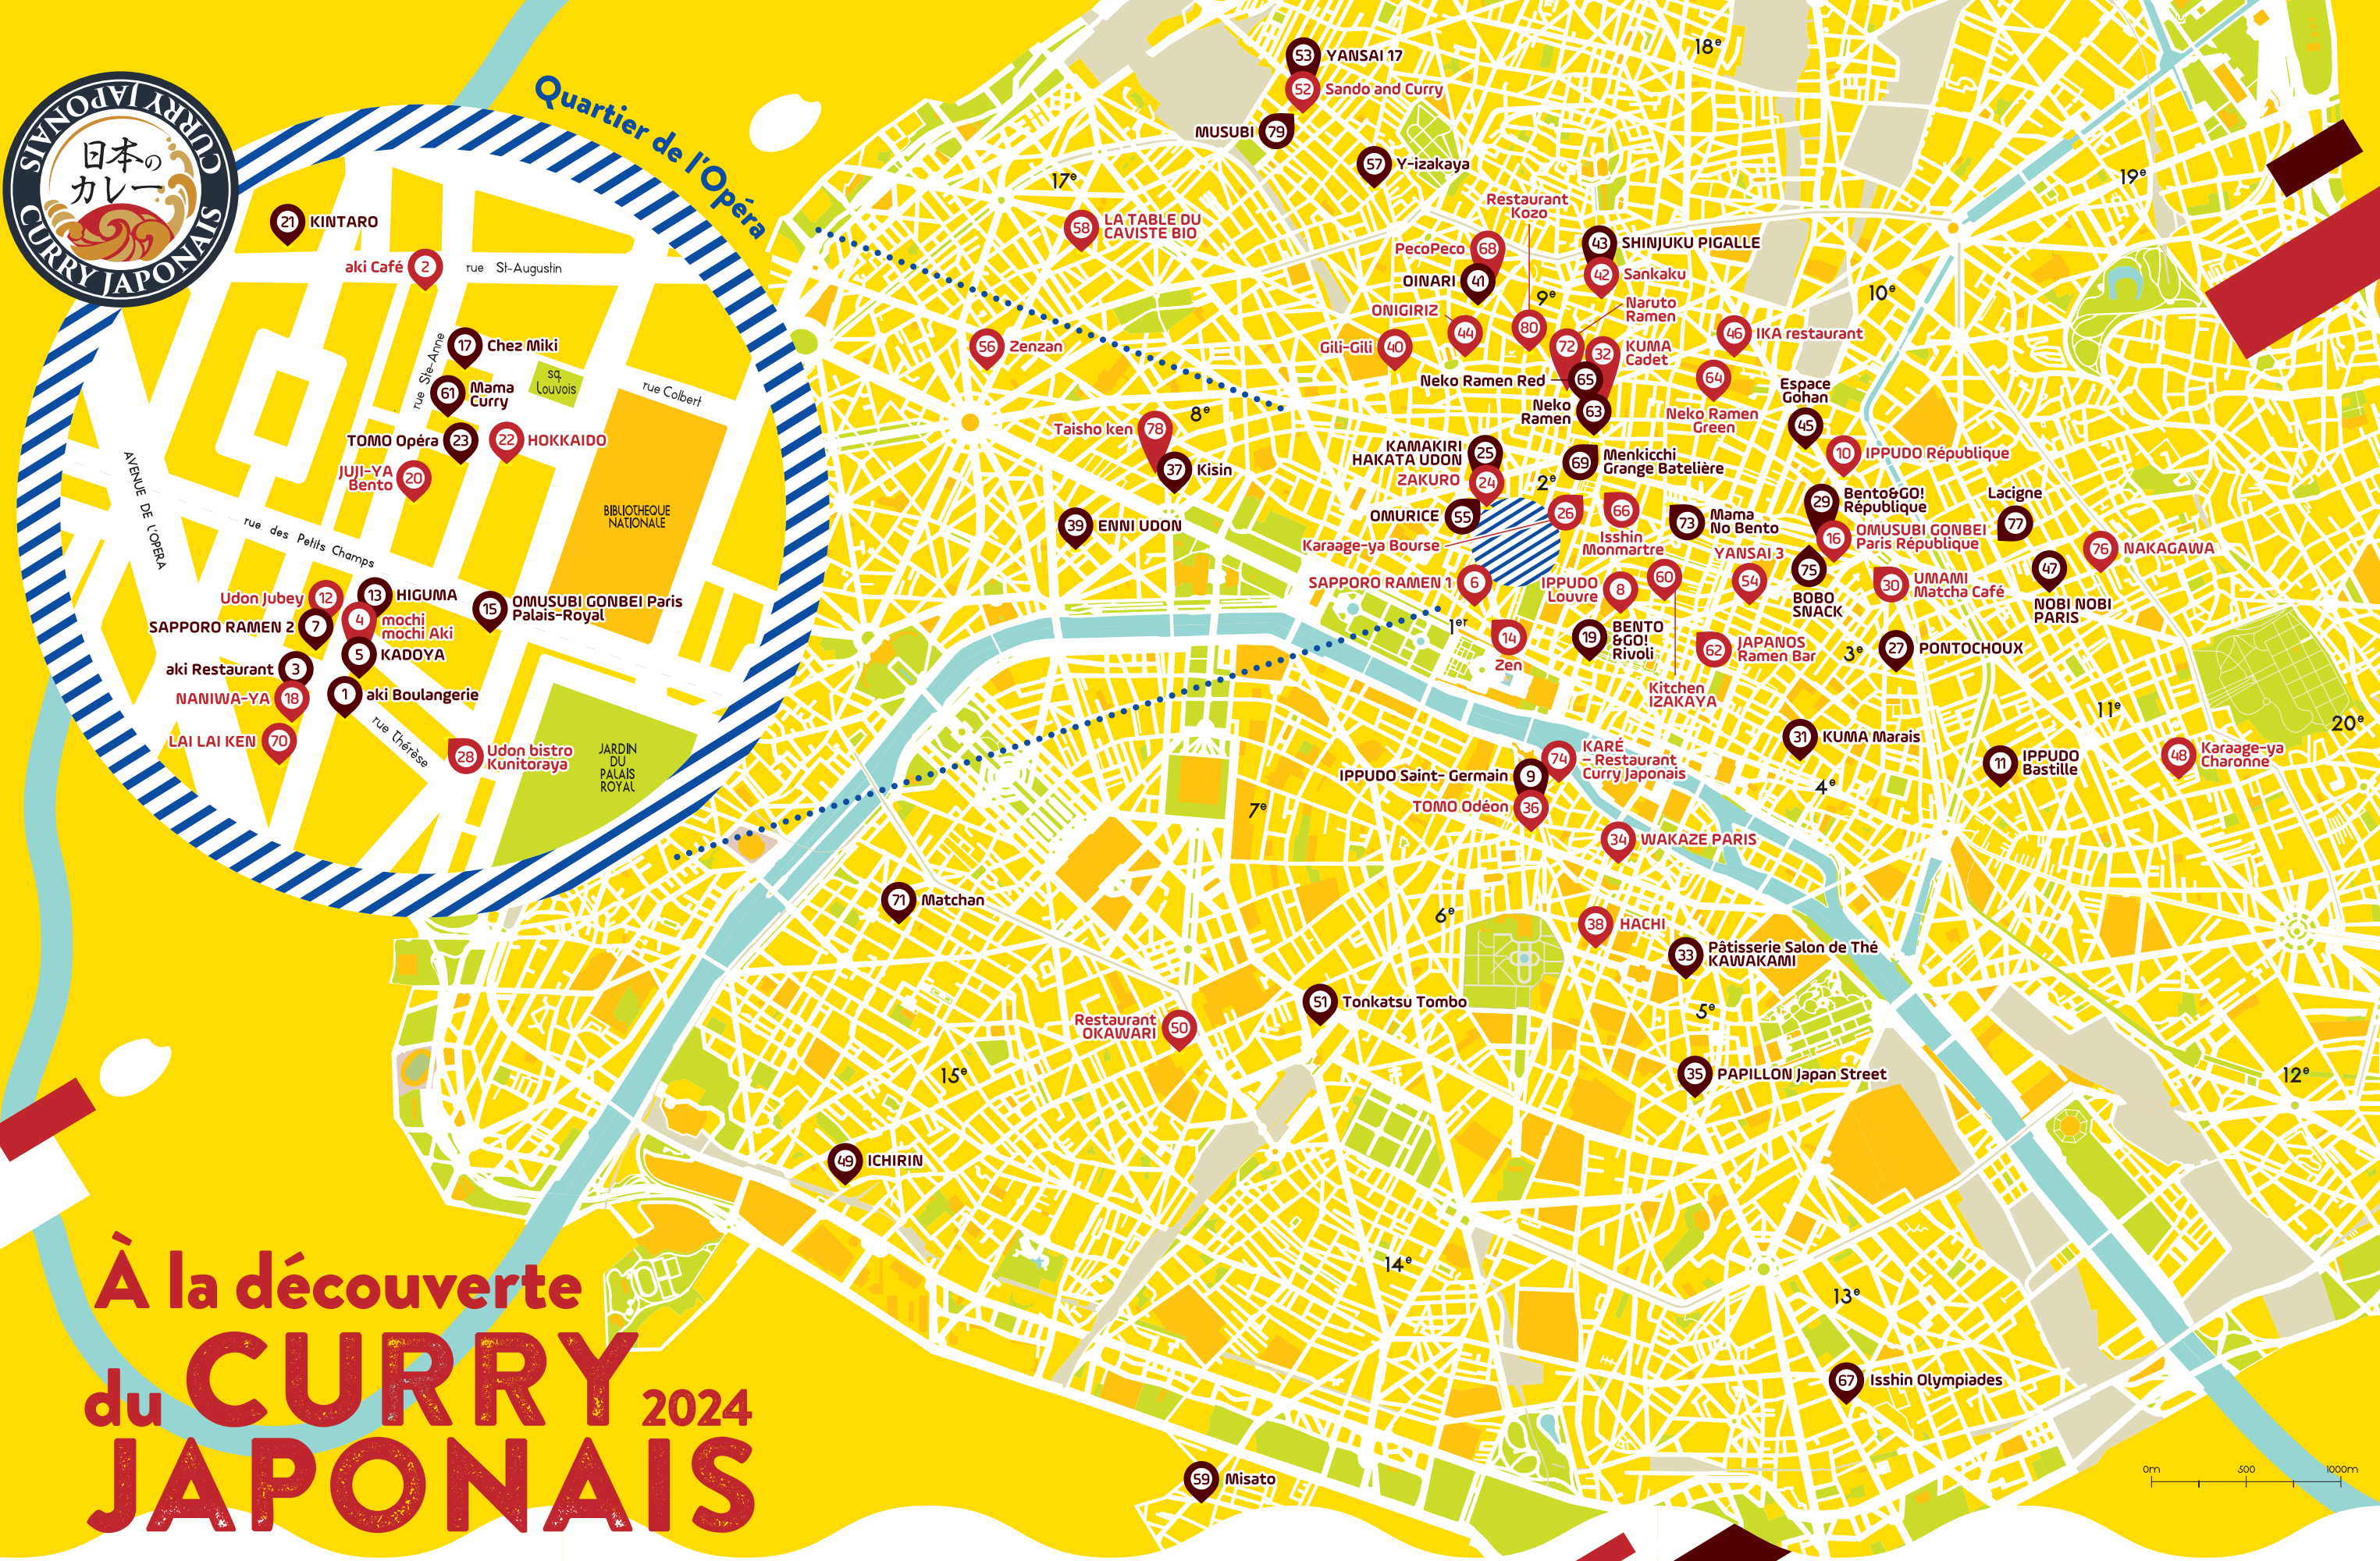 CURRY JAPONAIS
日本の
カレー
CURRY JAPONAIS
Quartier de l'Opéra
21 KINTARO
aki Café 2
rue St-Augustin
rue Ste-Anne
17 Chez Miki
61 Mama
Curry
sq.
Louvois
rue Colbert
TOMO Opéra 23
22 HOKKAIDO
JUJI-YA
Bento 20
AVENUE DE L'OPERA
rue des Petits Champs
BIBLIOTHEQUE
NATIONALE
Udon Jubey 12
13 HIGUMA
SAPPORO RAMEN 2 7
4 mochi
mochi Aki
15 OMUSUBI GONBEI Paris
Palais-Royal
5 KADOYA
aki Restaurant 3
NANIWA-YA 18
1 aki Boulangerie
rue Thérèse
LAI LAI KEN 70
28 Udon bistro
Kunitoraya
JARDIN
DU
PALAIS
ROYAL
53 YANSAI 17
52 Sando and Curry
MUSUBI 79
57 Y-izakaya
18e
17e
19e
58 LA TABLE DU
CAVISTE BIO
Restaurant
Kozo
80
PecoPeco 68
43 SHINJUKU PIGALLE
OINARI 41
42 Sankaku
9e
10e
ONIGIRIZ
44
Naruto
Ramen
72
56 Zenzan
Gili-Gili 40
32 KUMA
Cadet
46 IKA restaurant
Neko Ramen Red 65
64
Neko Ramen
Green
Espace
Gohan
45
Neko
Ramen 63
8e
Taisho ken 78
37 Kisin
KAMAKIRI
HAKATA UDON 25
69 Menkicchi
Grange Batelière
10 IPPUDO République
ZAKURO 24
2e
39 ENNI UDON
OMURICE 55
26
Karaage-ya Bourse
66
Isshin
Monmartre
73 Mama
No Bento
29 Bento&GO!
République
Lacigne
77
16 OMUSUBI GONBEI
Paris République
76 NAKAGAWA
YANSAI 3
54
75
BOBO
SNACK
47
NOBI NOBI
PARIS
SAPPORO RAMEN 1 6
IPPUDO
Louvre 8
60
Kitchen
IZAKAYA
30 UMAMI
Matcha Café
1er
14
Zen
19 BENTO
&GO!
Rivoli
62 JAPANOS
Ramen Bar
3e
27 PONTOCHOUX
11e
20e
31 KUMA Marais
11 IPPUDO
Bastille
48 Karaage-ya
Charonne
74 KARÉ
– Restaurant
Curry Japonais
IPPUDO Saint- Germain 9
TOMO Odéon 36
4e
7e
34 WAKAZE PARIS
71 Matchan
6e
38 HACHI
33 Pâtisserie Salon de Thé
KAWAKAMI
51 Tonkatsu Tombo
5e
Restaurant
OKAWARI 50
15e
35 PAPILLON Japan Street
12e
49 ICHIRIN
14e
13e
67 Isshin Olympiades
59 Misato
0m 500 1000m
À la découverte
du CURRY 2024
JAPONAIS